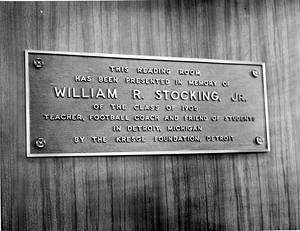 THIS READING ROOM
HAS BEEN PRESENTED IN MEMORY OF
WILLIAM R. STOCKING, JR.
OF THE CLASS OF 1905
TEACHER, FOOTBALL COACH AND FRIEND OF STUDENTS
IN DETROIT, MICHIGAN
BY THE KRESGE FOUNDATION, DETROIT